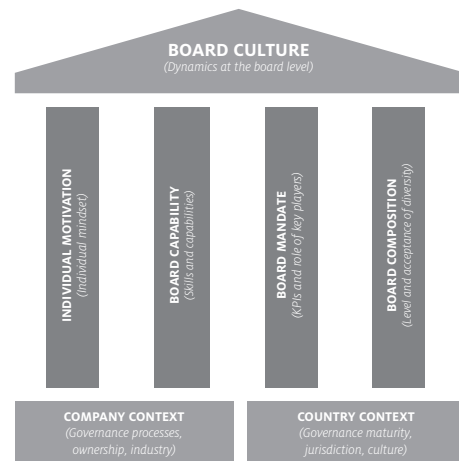 BOARD CULTURE
(Dynamics at the board level)
INDIVIDUAL MOTIVATION
(Individual mindset)
BOARD CAPABILITY
(Skills and capabilities)
BOARD MANDATE
(KPIs and role of key players)
BOARD COMPOSITION
(Level and acceptance of diversity)
COMPANY CONTEXT
(Governance processes,
ownership, industry)
COUNTRY CONTEXT
(Governance maturity,
jurisdiction, culture)